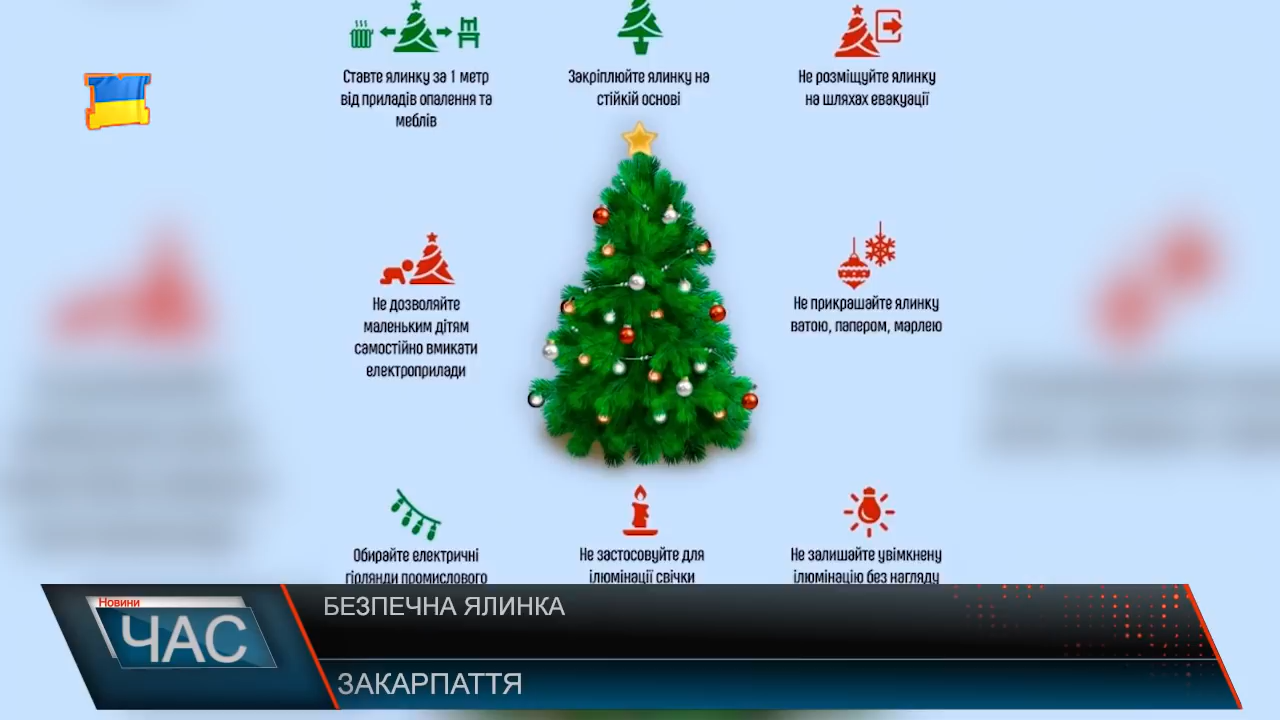 Ставте ялинку за 1 метр
від приладів опалення та
меблів
Закріплюйте ялинку на
стійкій основі
Не розміщуйте ялинку
на шляхах евакуації
Не дозволяйте
маленьким дітям
самостійно вмикати
електроприлади
Не прикрашайте ялинку
ватою, папером, марлею
Обирайте електричні
гірлянди промислового
Не застосовуйте для
ілюмінації свічки
Не залишайте увімкнену
ілюмінацію без нагляду
Новини
ЧАС
БЕЗПЕЧНА ЯЛИНКА
ЗАКАРПАТТЯ